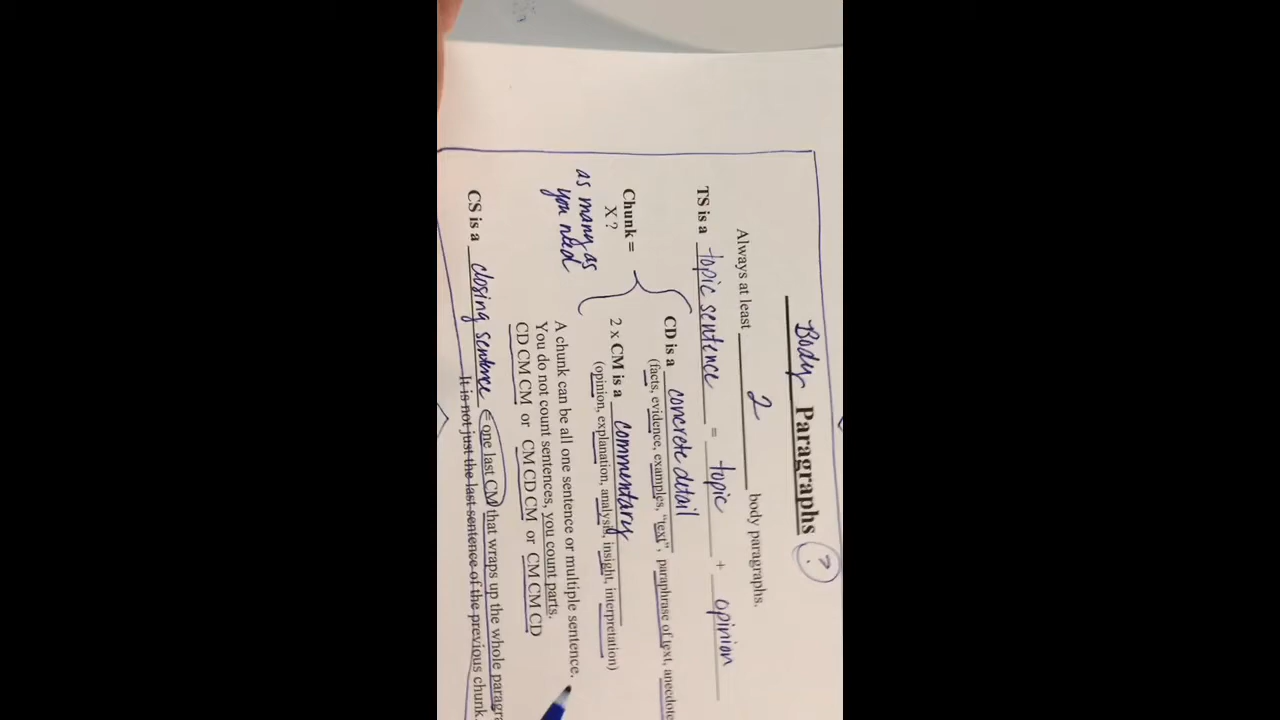 Body Paragraphs ?
Always at least 2 body paragraphs.
TS is a topic sentence = topic + opinion
CD is a concrete detail
(facts, evidence, examples, "text", paraphrase of text, anecdote
Chunk =
X ?
as many as
you need
2 x CM is a commentary
(opinion, explanation, analysis, insight, interpretation)
A chunk can be all one sentence or multiple sentence.
You do not count sentences, you count parts.
CD CM CM or CM CD CM or CM CM CD
CS is a closing sentence = one last CM that wraps up the whole paragr
It is not just the last sentence of the previous chunk.